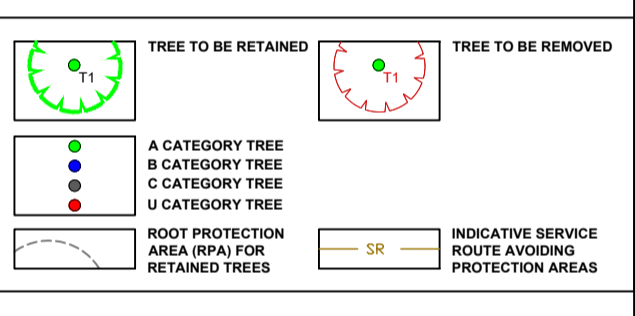 T1
TREE TO BE RETAINED
T1
TREE TO BE REMOVED
A CATEGORY TREE
B CATEGORY TREE
C CATEGORY TREE
U CATEGORY TREE
ROOT PROTECTION
AREA (RPA) FOR
RETAINED TREES
SR
INDICATIVE SERVICE
ROUTE AVOIDING
PROTECTION AREAS